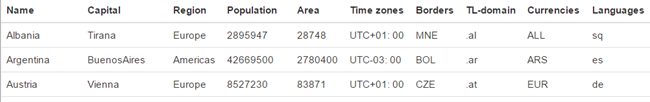 Name Capital Region Population Area Time zones Borders TL-domain Currencies Languages
Albania Tirana Europe 2895947 28748 UTC+01: 00 MNE .al ALL sq
Argentina BuenosAires Americas 42669500 2780400 UTC-03: 00 BOL .ar ARS es
Austria Vienna Europe 8527230 83871 UTC+01: 00 CZE .at EUR de